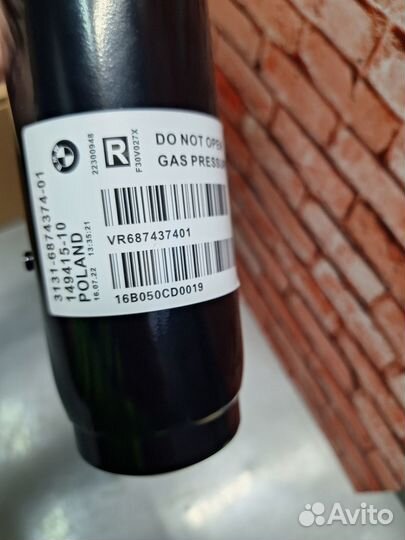 DO NOT OPEN
GAS PRESSU
R
F30V027X
22300948
VR687437401
16B050CD0019
3131-6874374-01
149415-10
POLAND
16.07.22 13:35:21
Avito